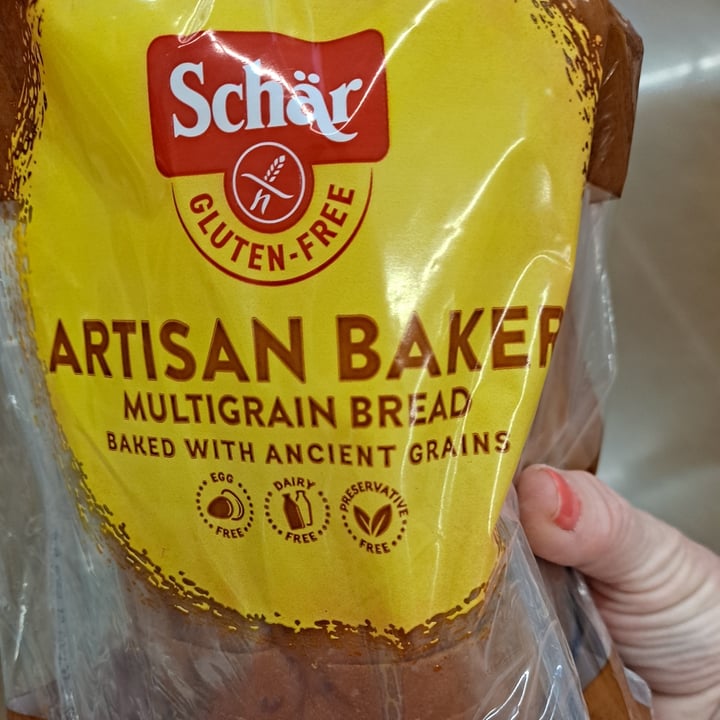 Schär
GLUTEN-FREE
ARTISAN BAKER
MULTIGRAIN BREAD
BAKED WITH ANCIENT GRAINS
EGG
FREE
DAIRY
FREE
PRESERVATIVE
FREE